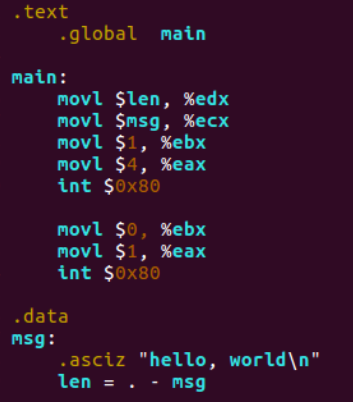 .text
.global main
main:
movl $len, %edx
movl $msg, %ecx
movl $1, %ebx
movl $4, %eax
int $0x80
movl $0, %ebx
movl $1, %eax
int $0x80
.data
msg:
.asciz "hello, world\n"
len = . - msg